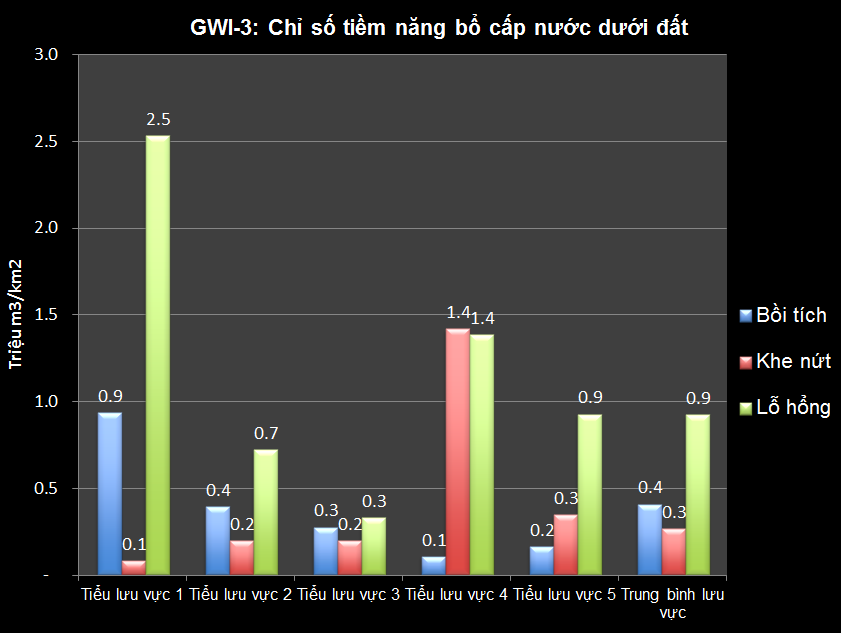 GWI-3: Chỉ số tiềm năng bổ cấp nước dưới đất
Triệu m3/km2
3.0
2.5
2.0
1.5
1.0
0.5
-
0.9
0.1
2.5
0.4
0.2
0.7
0.3
0.2
0.3
0.1
1.4
1.4
0.2
0.3
0.9
0.4
0.3
0.9
Tiểu lưu vực 1
Tiểu lưu vực 2
Tiểu lưu vực 3
Tiểu lưu vực 4
Tiểu lưu vực 5
Trung bình lưu
vực
Bồi tích
Khe nứt
Lỗ hổng